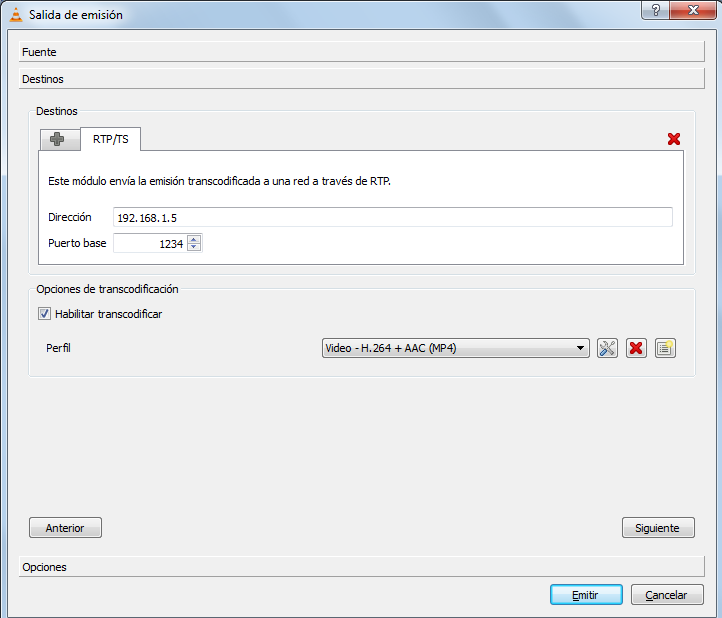 Salida de emisión
Fuente
Destinos
Destinos
RTP/TS
Este módulo envía la emisión transcodificada a una red a través de RTP.
Dirección 192.168.1.5
Puerto base 1234
Opciones de transcodificación
Habilitar transcodificar
Perfil Video - H.264 + AAC (MP4)
Anterior Siguiente
Opciones
Emitir Cancelar